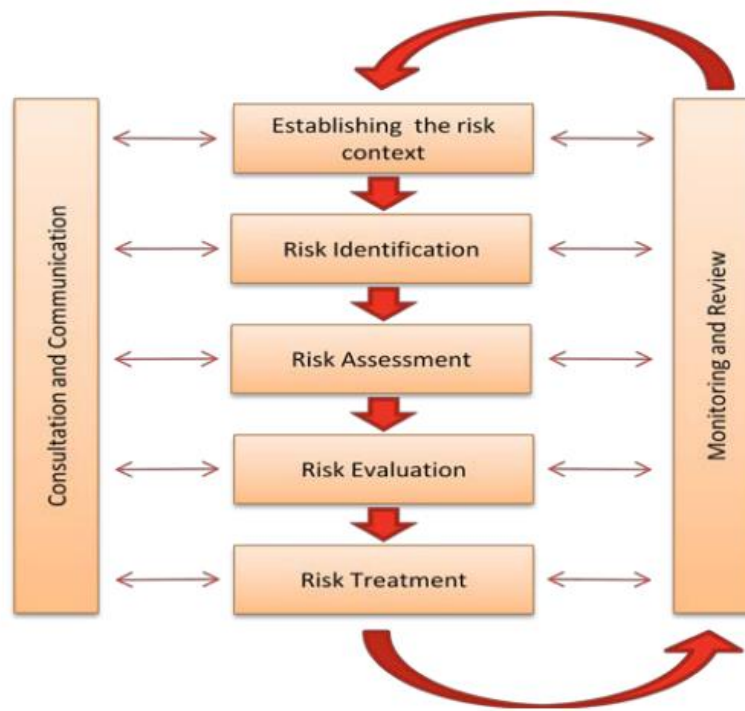 Establishing the risk
context
Risk Identification
Risk Assessment
Risk Evaluation
Risk Treatment
Consultation and Communication
Monitoring and Review